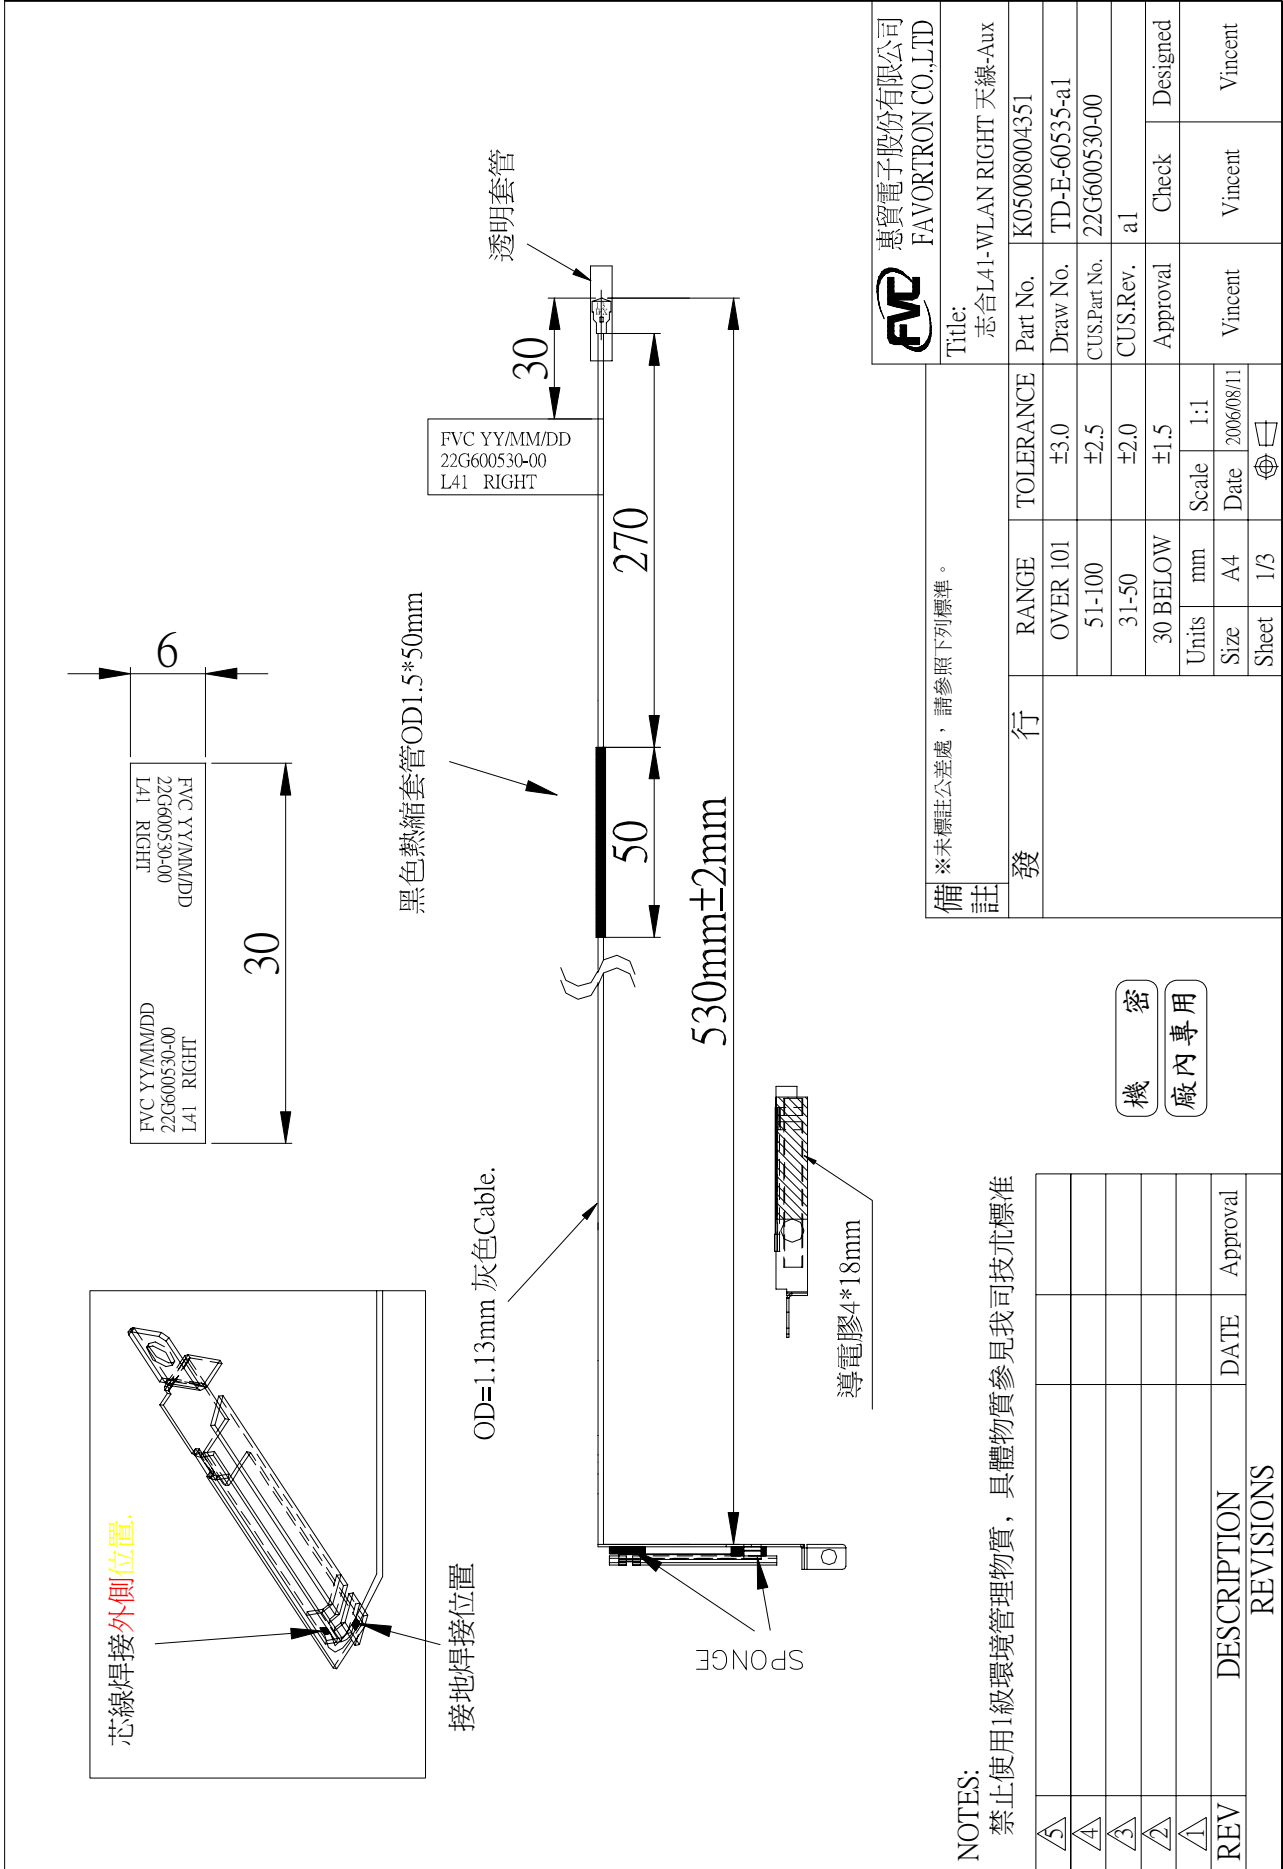 芯線焊接外側位置.
接地焊接位置
FVC YY/MM/DD
22G600530-00
L41 RIGHT
FVC YY/MM/DD
22G600530-00
L41 RIGHT
30
6
OD=1.13mm 灰色Cable.
黑色熱縮套管OD1.5*50mm
FVC YY/MM/DD
22G600530-00
L41 RIGHT
30
透明套管
50
270
530mm±2mm
SPONGE
導電膠4*18mm
NOTES:
禁止使用1級環境管理物質，具體物質參見我司技朮標准
機 密
廠內專用
5
4
3
2
1
REV DESCRIPTION DATE Approval
REVISIONS
備註
※未標註公差處，請參照下列標準。
發 行
RANGE TOLERANCE
OVER 101 ±3.0
51-100 ±2.5
31-50 ±2.0
30 BELOW ±1.5
Units mm Scale 1:1
Size A4 Date 2006/08/11
Sheet 1/3
FVC
惠貿電子股份有限公司
FAVORTRON CO.,LTD
Title:
志合L41-WLAN RIGHT 天線-Aux
Part No. K05008004351
Draw No. TD-E-60535-a1
CUS.Part No. 22G600530-00
CUS.Rev. a1
Approval Check Designed
Vincent Vincent Vincent